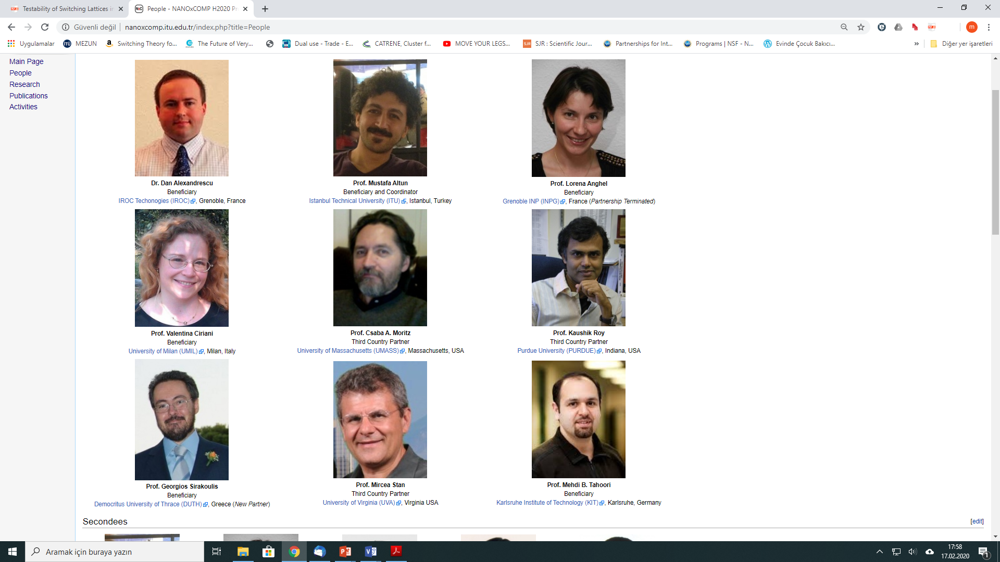 Testability of Switching Lattices in
NxC
People - NANOxCOMP H2020 Pr
Güvenli değil
nanoxcomp.itu.edu.tr/index.php?title=People
m
Uygulamalar
İTÜ
MEZUN
Switching Theory fo...
The Future of Very...
Dual use - Trade - E...
CATRENE, Cluster f...
MOVE YOUR LEGS...
SJR
SJR : Scientific Jour...
Partnerships for Int...
Programs | NSF - N...
Evinde Çocuk Bakıcı...
»
Diğer yer işaretleri
Main Page
People
Research
Publications
Activities
Dr. Dan Alexandrescu
Beneficiary
IROC Techonogies (IROC), Grenoble, France
Prof. Mustafa Altun
Beneficiary and Coordinator
Istanbul Technical University (ITU), Istanbul, Turkey
Prof. Lorena Anghel
Beneficiary
Grenoble INP (INPG), France (Partnership Terminated)
Prof. Valentina Ciriani
Beneficiary
University of Milan (UMIL), Milan, Italy
Prof. Csaba A. Moritz
Third Country Partner
University of Massachusetts (UMASS), Massachusetts, USA
Prof. Kaushik Roy
Third Country Partner
Purdue University (PURDUE), Indiana, USA
Prof. Georgios Sirakoulis
Beneficiary
Democritus University of Thrace (DUTH), Greece (New Partner)
Prof. Mircea Stan
Third Country Partner
University of Virginia (UVA), Virginia USA
Prof. Mehdi B. Tahoori
Beneficiary
Karlsruhe Institute of Technology (KIT), Karlsruhe, Germany
Secondees
[edit]
Aramak için buraya yazın
17:58
17.02.2020
1